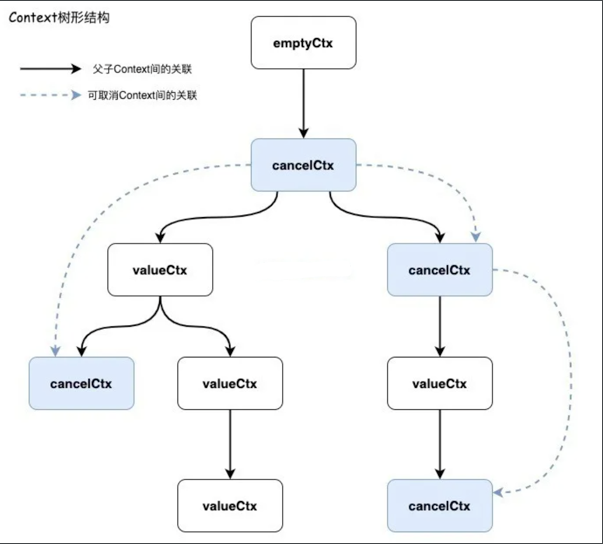 Context树形结构
父子Context间的关联
可取消Context间的关联
emptyCtx
cancelCtx
valueCtx
cancelCtx
cancelCtx
valueCtx
valueCtx
valueCtx
cancelCtx